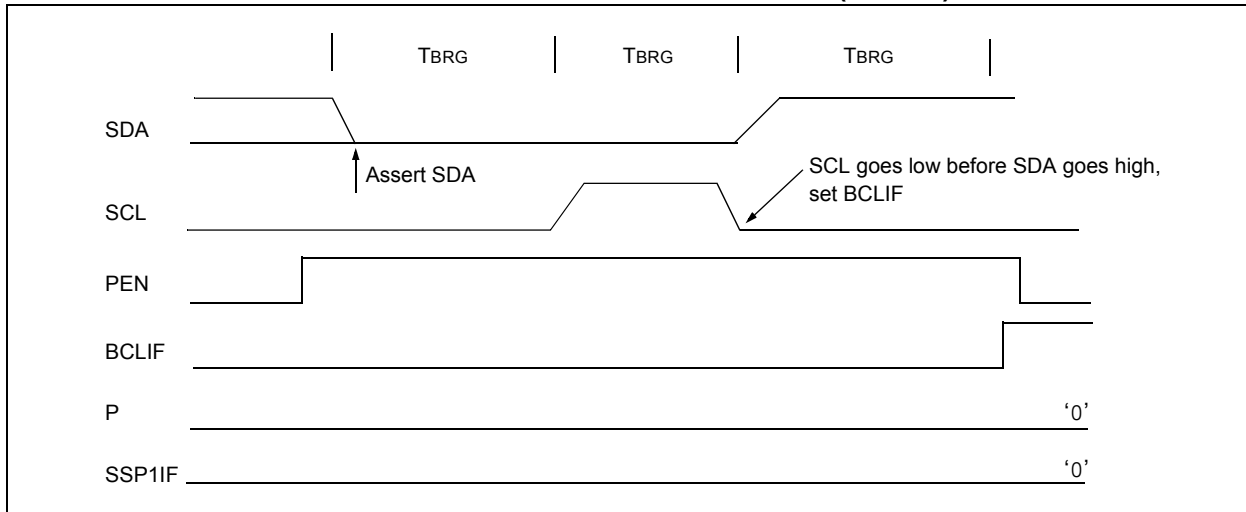 TBRG TBRG TBRG
SDA
Assert SDA
SCL goes low before SDA goes high,
set BCLIF
SCL
PEN
BCLIF
P
‘0’
SSP1IF
‘0’